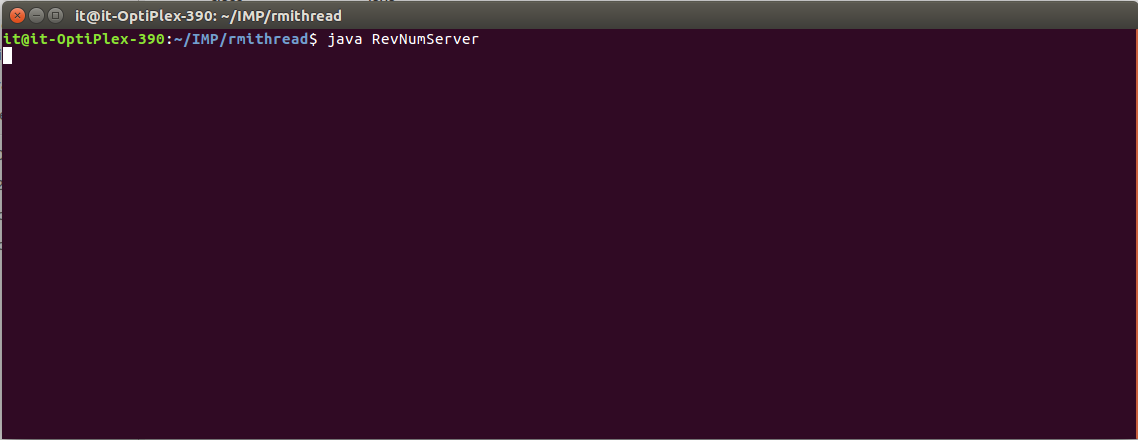 it@it-OptiPlex-390: ~/IMP/rmithread
it@it-OptiPlex-390:~/IMP/rmithread$ java RevNumServer